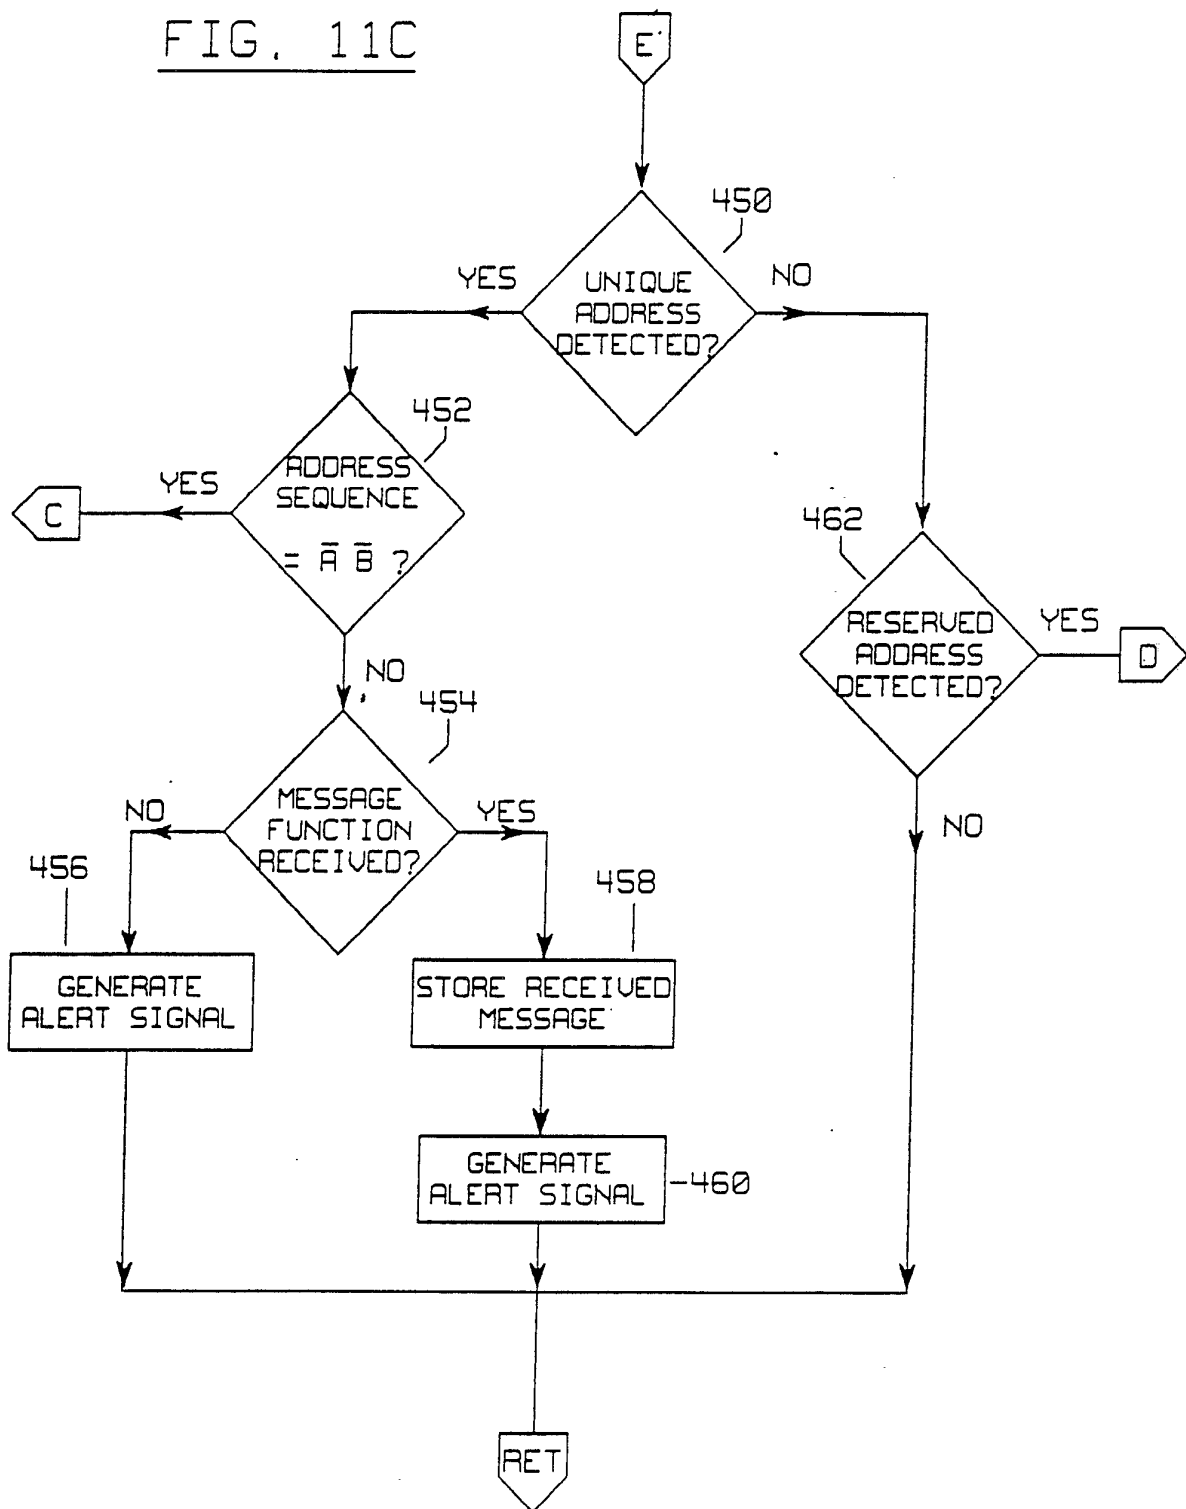 FIG. 11C
E
450
YES
NO
UNIQUE
ADDRESS
DETECTED?
452
YES
C
ADDRESS
SEQUENCE
= A̅ B̅ ?
462
RESERVED
ADDRESS
DETECTED?
YES
D
NO
454
NO
MESSAGE
FUNCTION
RECEIVED?
YES
NO
456
458
GENERATE
ALERT SIGNAL
STORE RECEIVED
MESSAGE
GENERATE
ALERT SIGNAL
460
RET